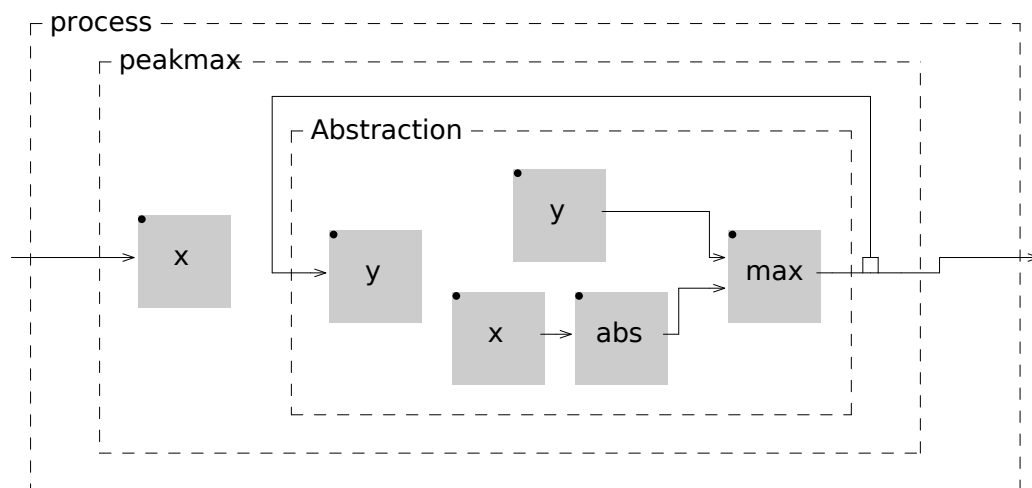 process
peakmax
Abstraction
y
x
y
max
x
abs